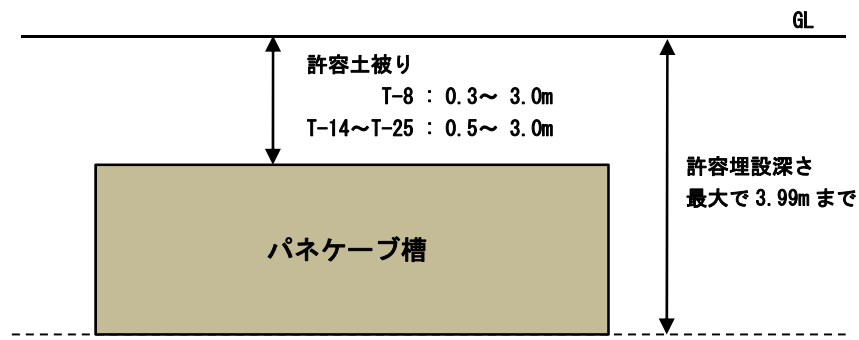 GL
許容土被り
T-8 : 0.3～ 3.0m
T-14～T-25 : 0.5～ 3.0m
許容埋設深さ
最大で 3.99m まで
パネケーブ槽